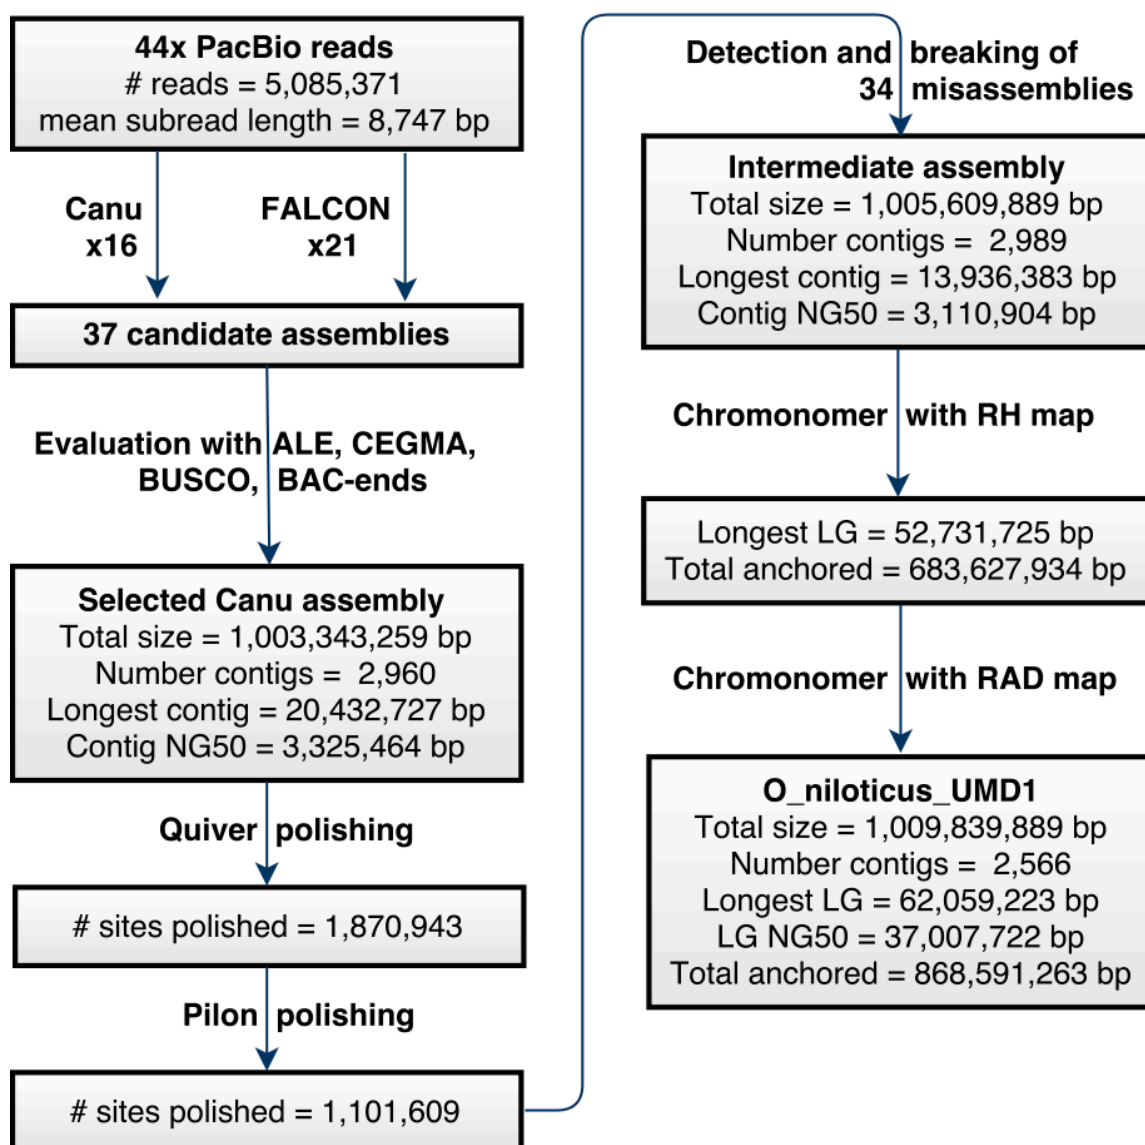 44x PacBio reads
# reads = 5,085,371
mean subread length = 8,747 bp
Canu
x16
FALCON
x21
37 candidate assemblies
Evaluation with ALE, CEGMA,
BUSCO, BAC-ends
Selected Canu assembly
Total size = 1,003,343,259 bp
Number contigs = 2,960
Longest contig = 20,432,727 bp
Contig NG50 = 3,325,464 bp
Quiver polishing
# sites polished = 1,870,943
Pilon polishing
# sites polished = 1,101,609
Detection and breaking of
34 misassemblies
Intermediate assembly
Total size = 1,005,609,889 bp
Number contigs = 2,989
Longest contig = 13,936,383 bp
Contig NG50 = 3,110,904 bp
Chromonomer with RH map
Longest LG = 52,731,725 bp
Total anchored = 683,627,934 bp
Chromonomer with RAD map
O_niloticus_UMD1
Total size = 1,009,839,889 bp
Number contigs = 2,566
Longest LG = 62,059,223 bp
LG NG50 = 37,007,722 bp
Total anchored = 868,591,263 bp